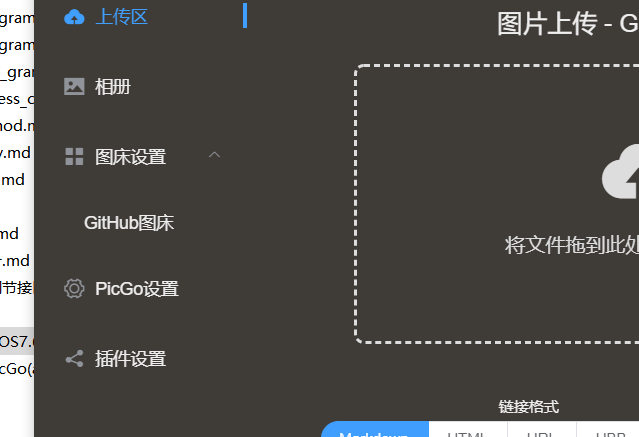 上传区
相册
图床设置
GitHub图床
PicGo设置
插件设置
图片上传 - G
将文件拖到此处
链接格式
Markdown
HTML
URL
UBB
gram
gram
_gram
ess_c
nod.m
y.md
.md
md
r.md
节接
OS7.
cGo(a